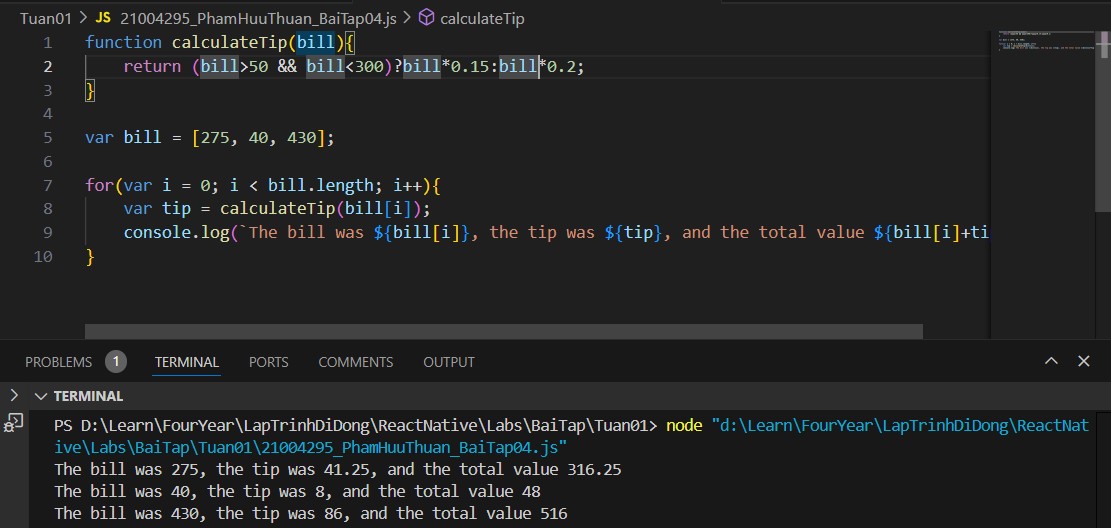 Tuan01 > JS 21004295_PhamHuuThuan_BaiTap04.js > calculateTip
1 function calculateTip(bill){
2 return (bill>50 && bill<300)?bill*0.15:bill*0.2;
3 }
4
5 var bill = [275, 40, 430];
6
7 for(var i = 0; i < bill.length; i++){
8 var tip = calculateTip(bill[i]);
9 console.log(`The bill was ${bill[i]}, the tip was ${tip}, and the total value ${bill[i]+ti
10 }
PROBLEMS 1 TERMINAL PORTS COMMENTS OUTPUT
TERMINAL
PS D:\Learn\FourYear\LapTrinhDiDong\ReactNative\Labs\BaiTap\Tuan01> node "d:\Learn\FourYear\LapTrinhDiDong\ReactNat
ive\Labs\BaiTap\Tuan01\21004295_PhamHuuThuan_BaiTap04.js"
The bill was 275, the tip was 41.25, and the total value 316.25
The bill was 40, the tip was 8, and the total value 48
The bill was 430, the tip was 86, and the total value 516